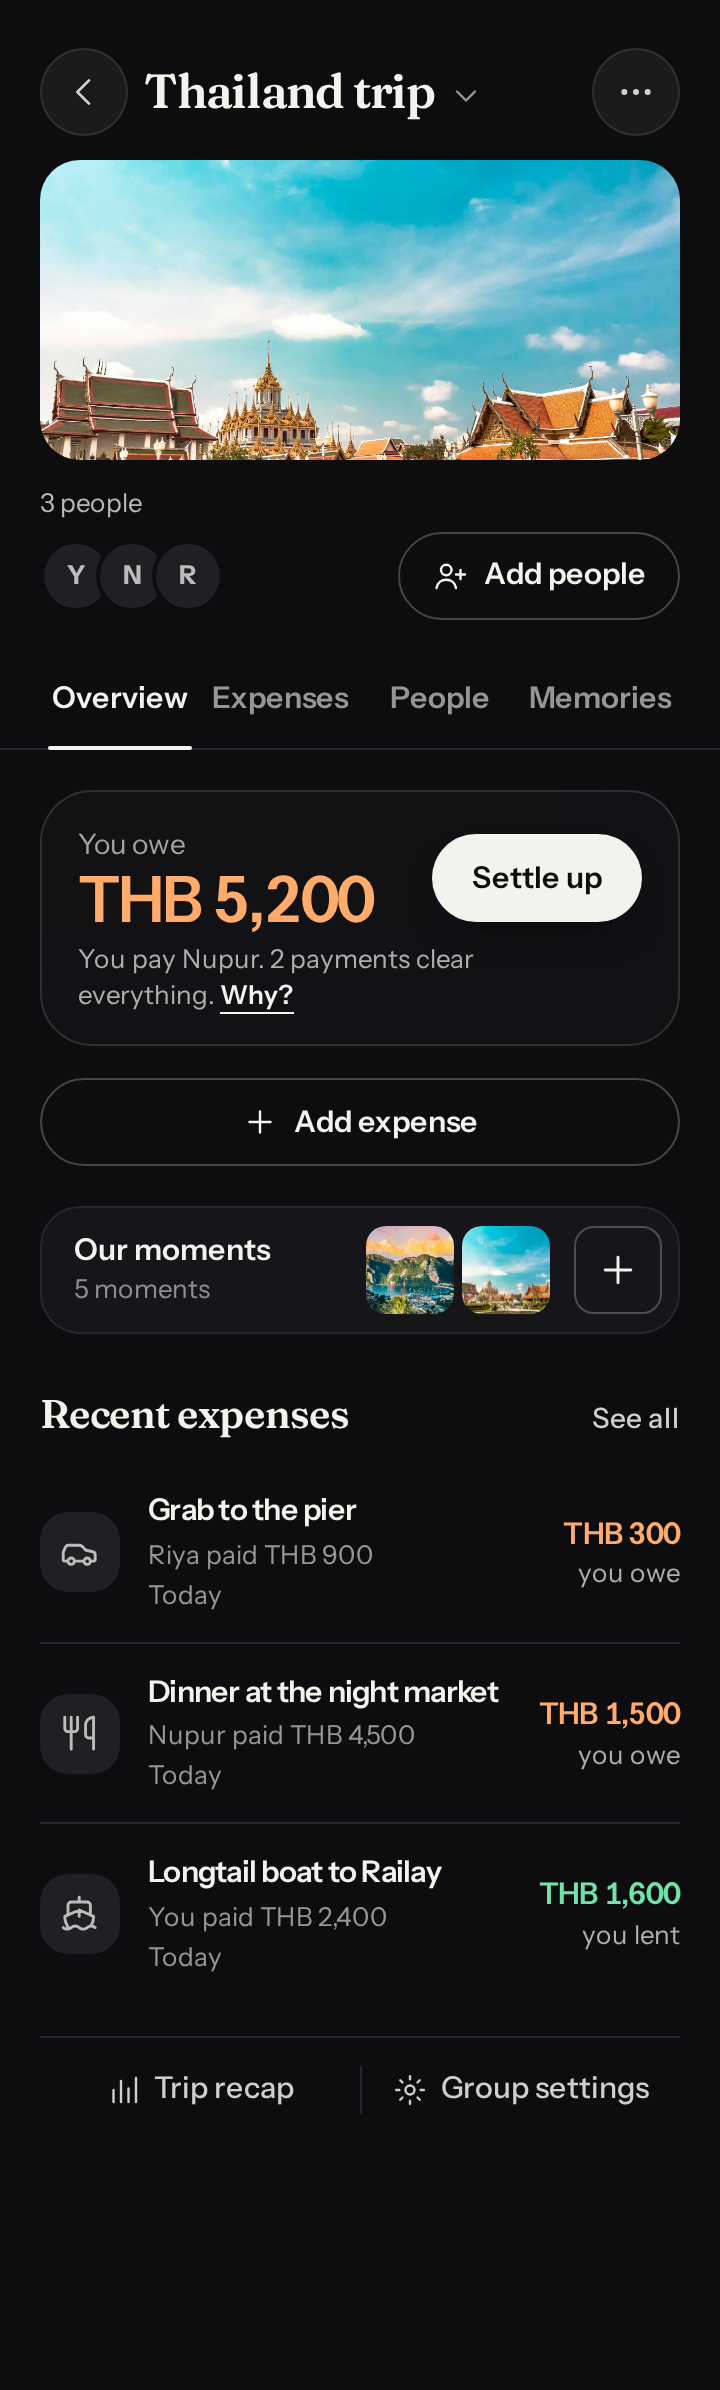 Thailand trip
3 people
Y N R
Add people
Overview Expenses People Memories
You owe
THB 5,200
Settle up
You pay Nupur. 2 payments clear
everything. Why?
Add expense
Our moments
5 moments
Recent expenses
See all
Grab to the pier
Riya paid THB 900
Today
THB 300
you owe
Dinner at the night market
Nupur paid THB 4,500
Today
THB 1,500
you owe
Longtail boat to Railay
You paid THB 2,400
Today
THB 1,600
you lent
Trip recap
Group settings